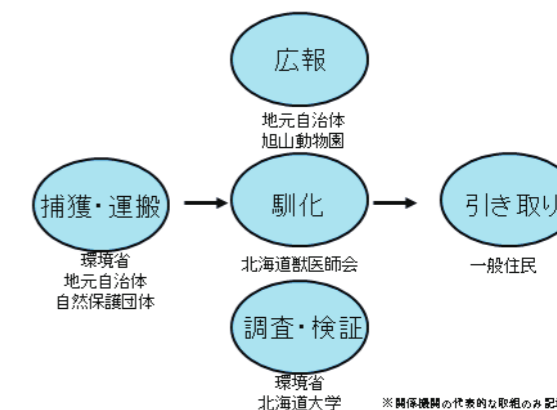 広報
地元自治体
旭山動物園
捕獲・運搬
馴化
引き取り
環境省
地元自治体
自然保護団体
北海道獣医師会
一般住民
調査・検証
環境省
北海道大学
※関係機関の代表的な取組のみ記